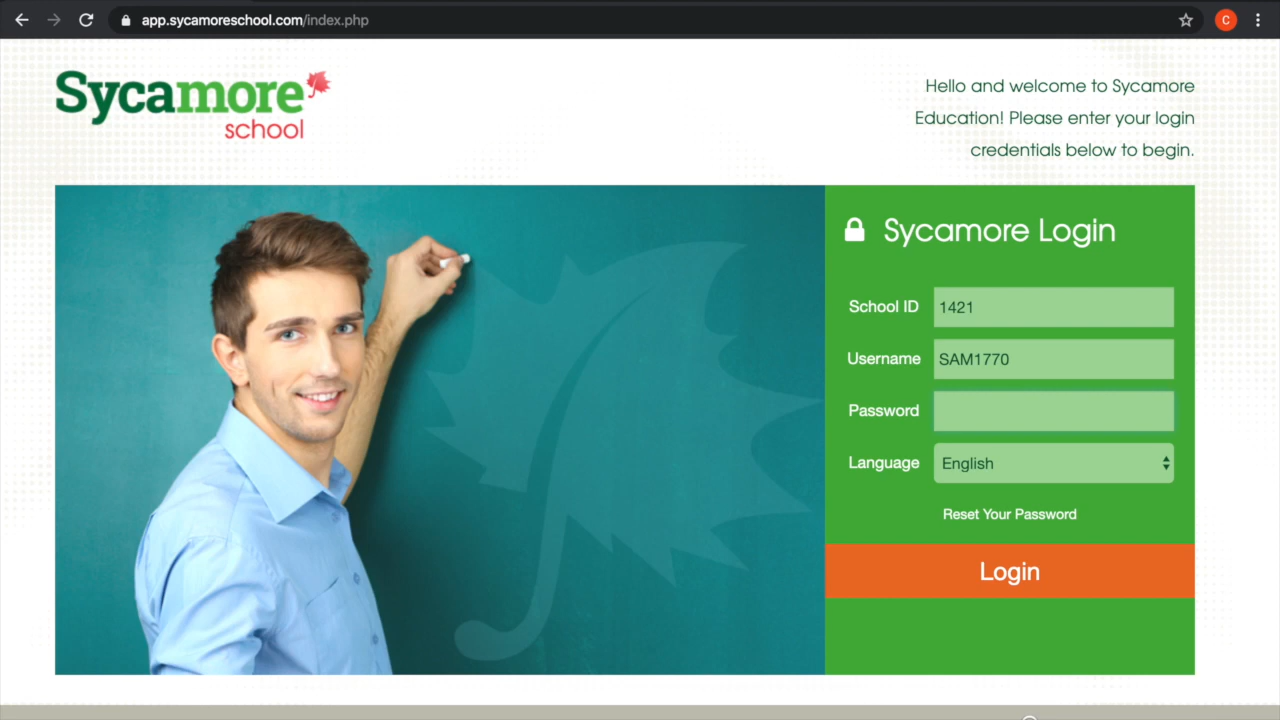 app.sycamoreschool.com/index.php
C
Sycamore
school
Hello and welcome to Sycamore
Education! Please enter your login
credentials below to begin.
Sycamore Login
School ID 1421
Username SAM1770
Password
Language English
Reset Your Password
Login